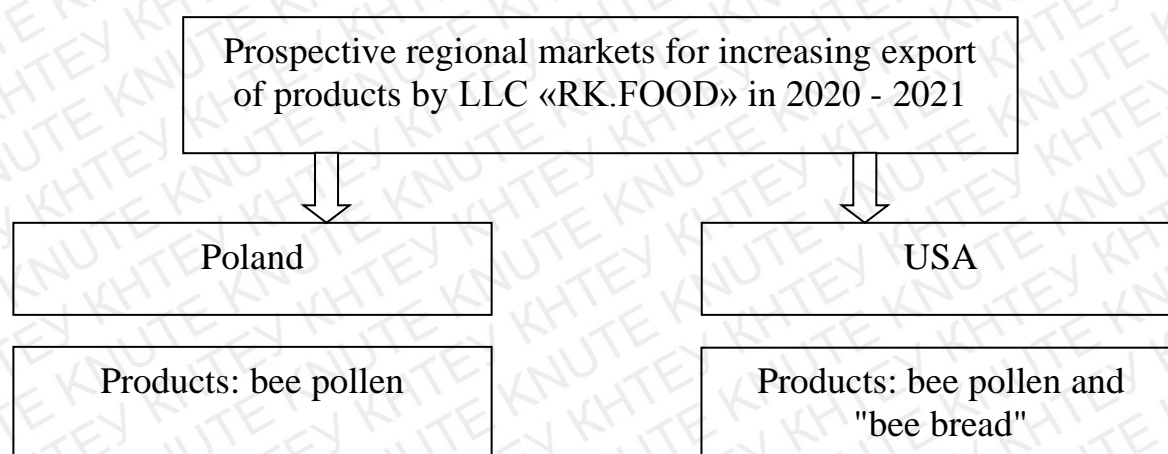 Prospective regional markets for increasing export
of products by LLC «RK.FOOD» in 2020 - 2021
Poland
USA
Products: bee pollen
Products: bee pollen and
"bee bread"